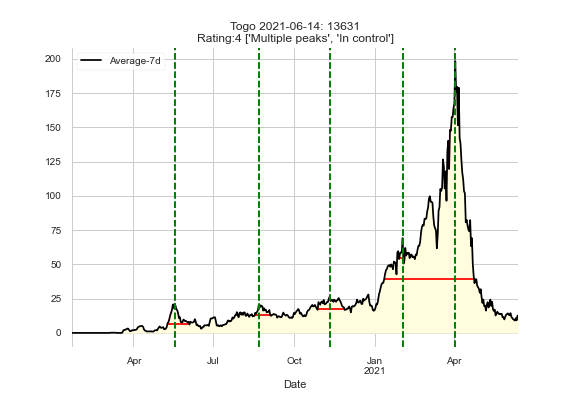 Togo 2021-06-14: 13631
Rating:4 ['Multiple peaks', 'In control']
Average-7d
200
175
150
125
100
75
50
25
0
Apr
Jul
Oct
Jan
2021
Apr
Date